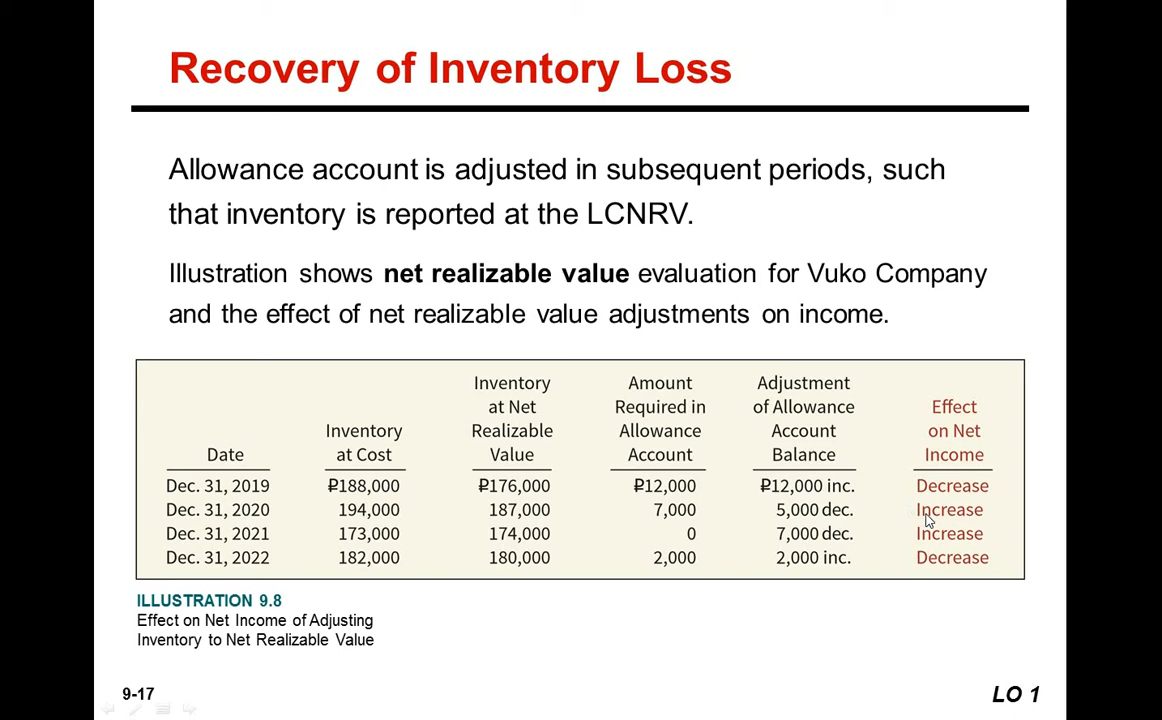 Recovery of Inventory Loss
Allowance account is adjusted in subsequent periods, such
that inventory is reported at the LCNRV.
Illustration shows net realizable value evaluation for Vuko Company
and the effect of net realizable value adjustments on income.
Date
Inventory
at Cost
Inventory
at Net
Realizable
Value
Amount
Required in
Allowance
Account
Adjustment
of Allowance
Account
Balance
Effect
on Net
Income
Dec. 31, 2019 ₽188,000 ₽176,000 ₽12,000 ₽12,000 inc. Decrease
Dec. 31, 2020 194,000 187,000 7,000 5,000 dec. Increase
Dec. 31, 2021 173,000 174,000 0 7,000 dec. Increase
Dec. 31, 2022 182,000 180,000 2,000 2,000 inc. Decrease
ILLUSTRATION 9.8
Effect on Net Income of Adjusting
Inventory to Net Realizable Value
9-17
LO 1